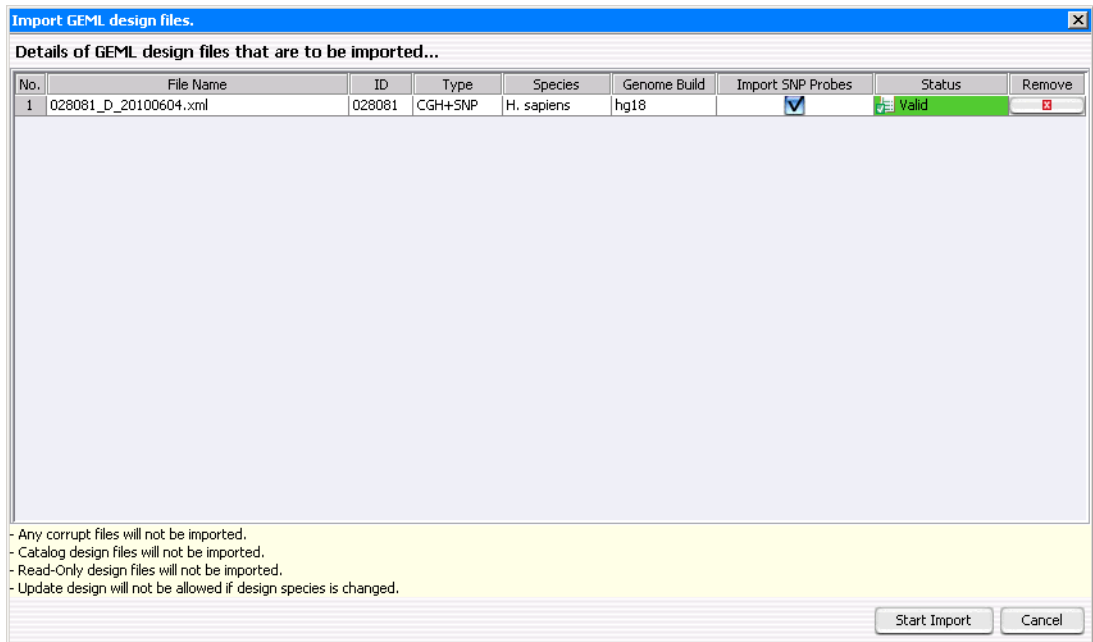 Import GEML design files.
Details of GEML design files that are to be imported...
No. File Name ID Type Species Genome Build Import SNP Probes Status Remove
1 028081_D_20100604.xml 028081 CGH+SNP H. sapiens hg18 Valid
- Any corrupt files will not be imported.
- Catalog design files will not be imported.
- Read-Only design files will not be imported.
- Update design will not be allowed if design species is changed.
Start Import Cancel